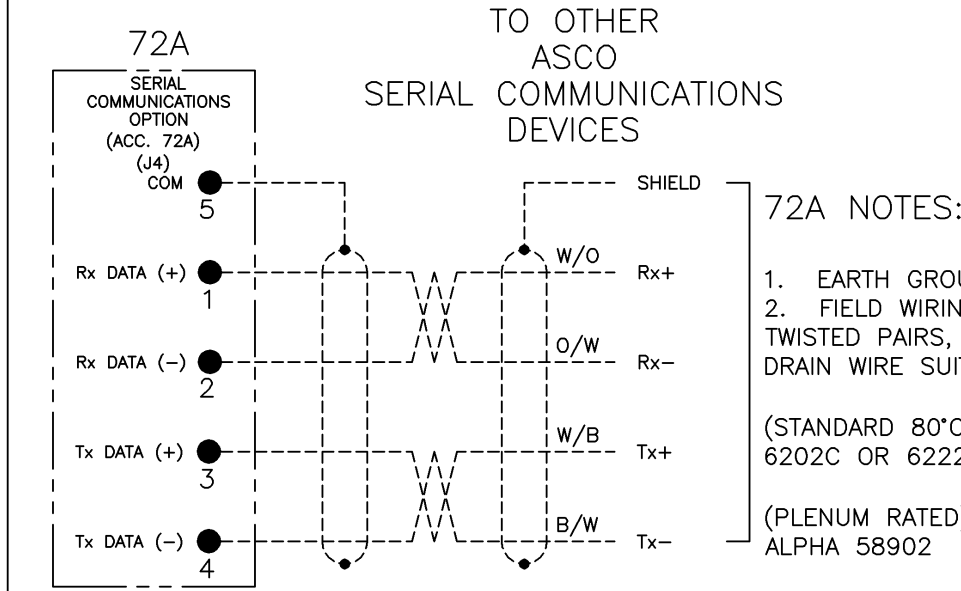 72A
SERIAL
COMMUNICATIONS
OPTION
(ACC. 72A)
(J4)
COM
5
Rx DATA (+)
1
Rx DATA (-)
2
Tx DATA (+)
3
Tx DATA (-)
4
TO OTHER
ASCO
SERIAL COMMUNICATIONS
DEVICES
SHIELD
W/O
Rx+
O/W
Rx-
W/B
Tx+
B/W
Tx-
72A NOTES:
1. EARTH
2. FIELD
TWISTED PAIRS,
DRAIN WIRE
(STANDARD 80°C
6202C OR
(PLENUM RATED)
ALPHA 58902